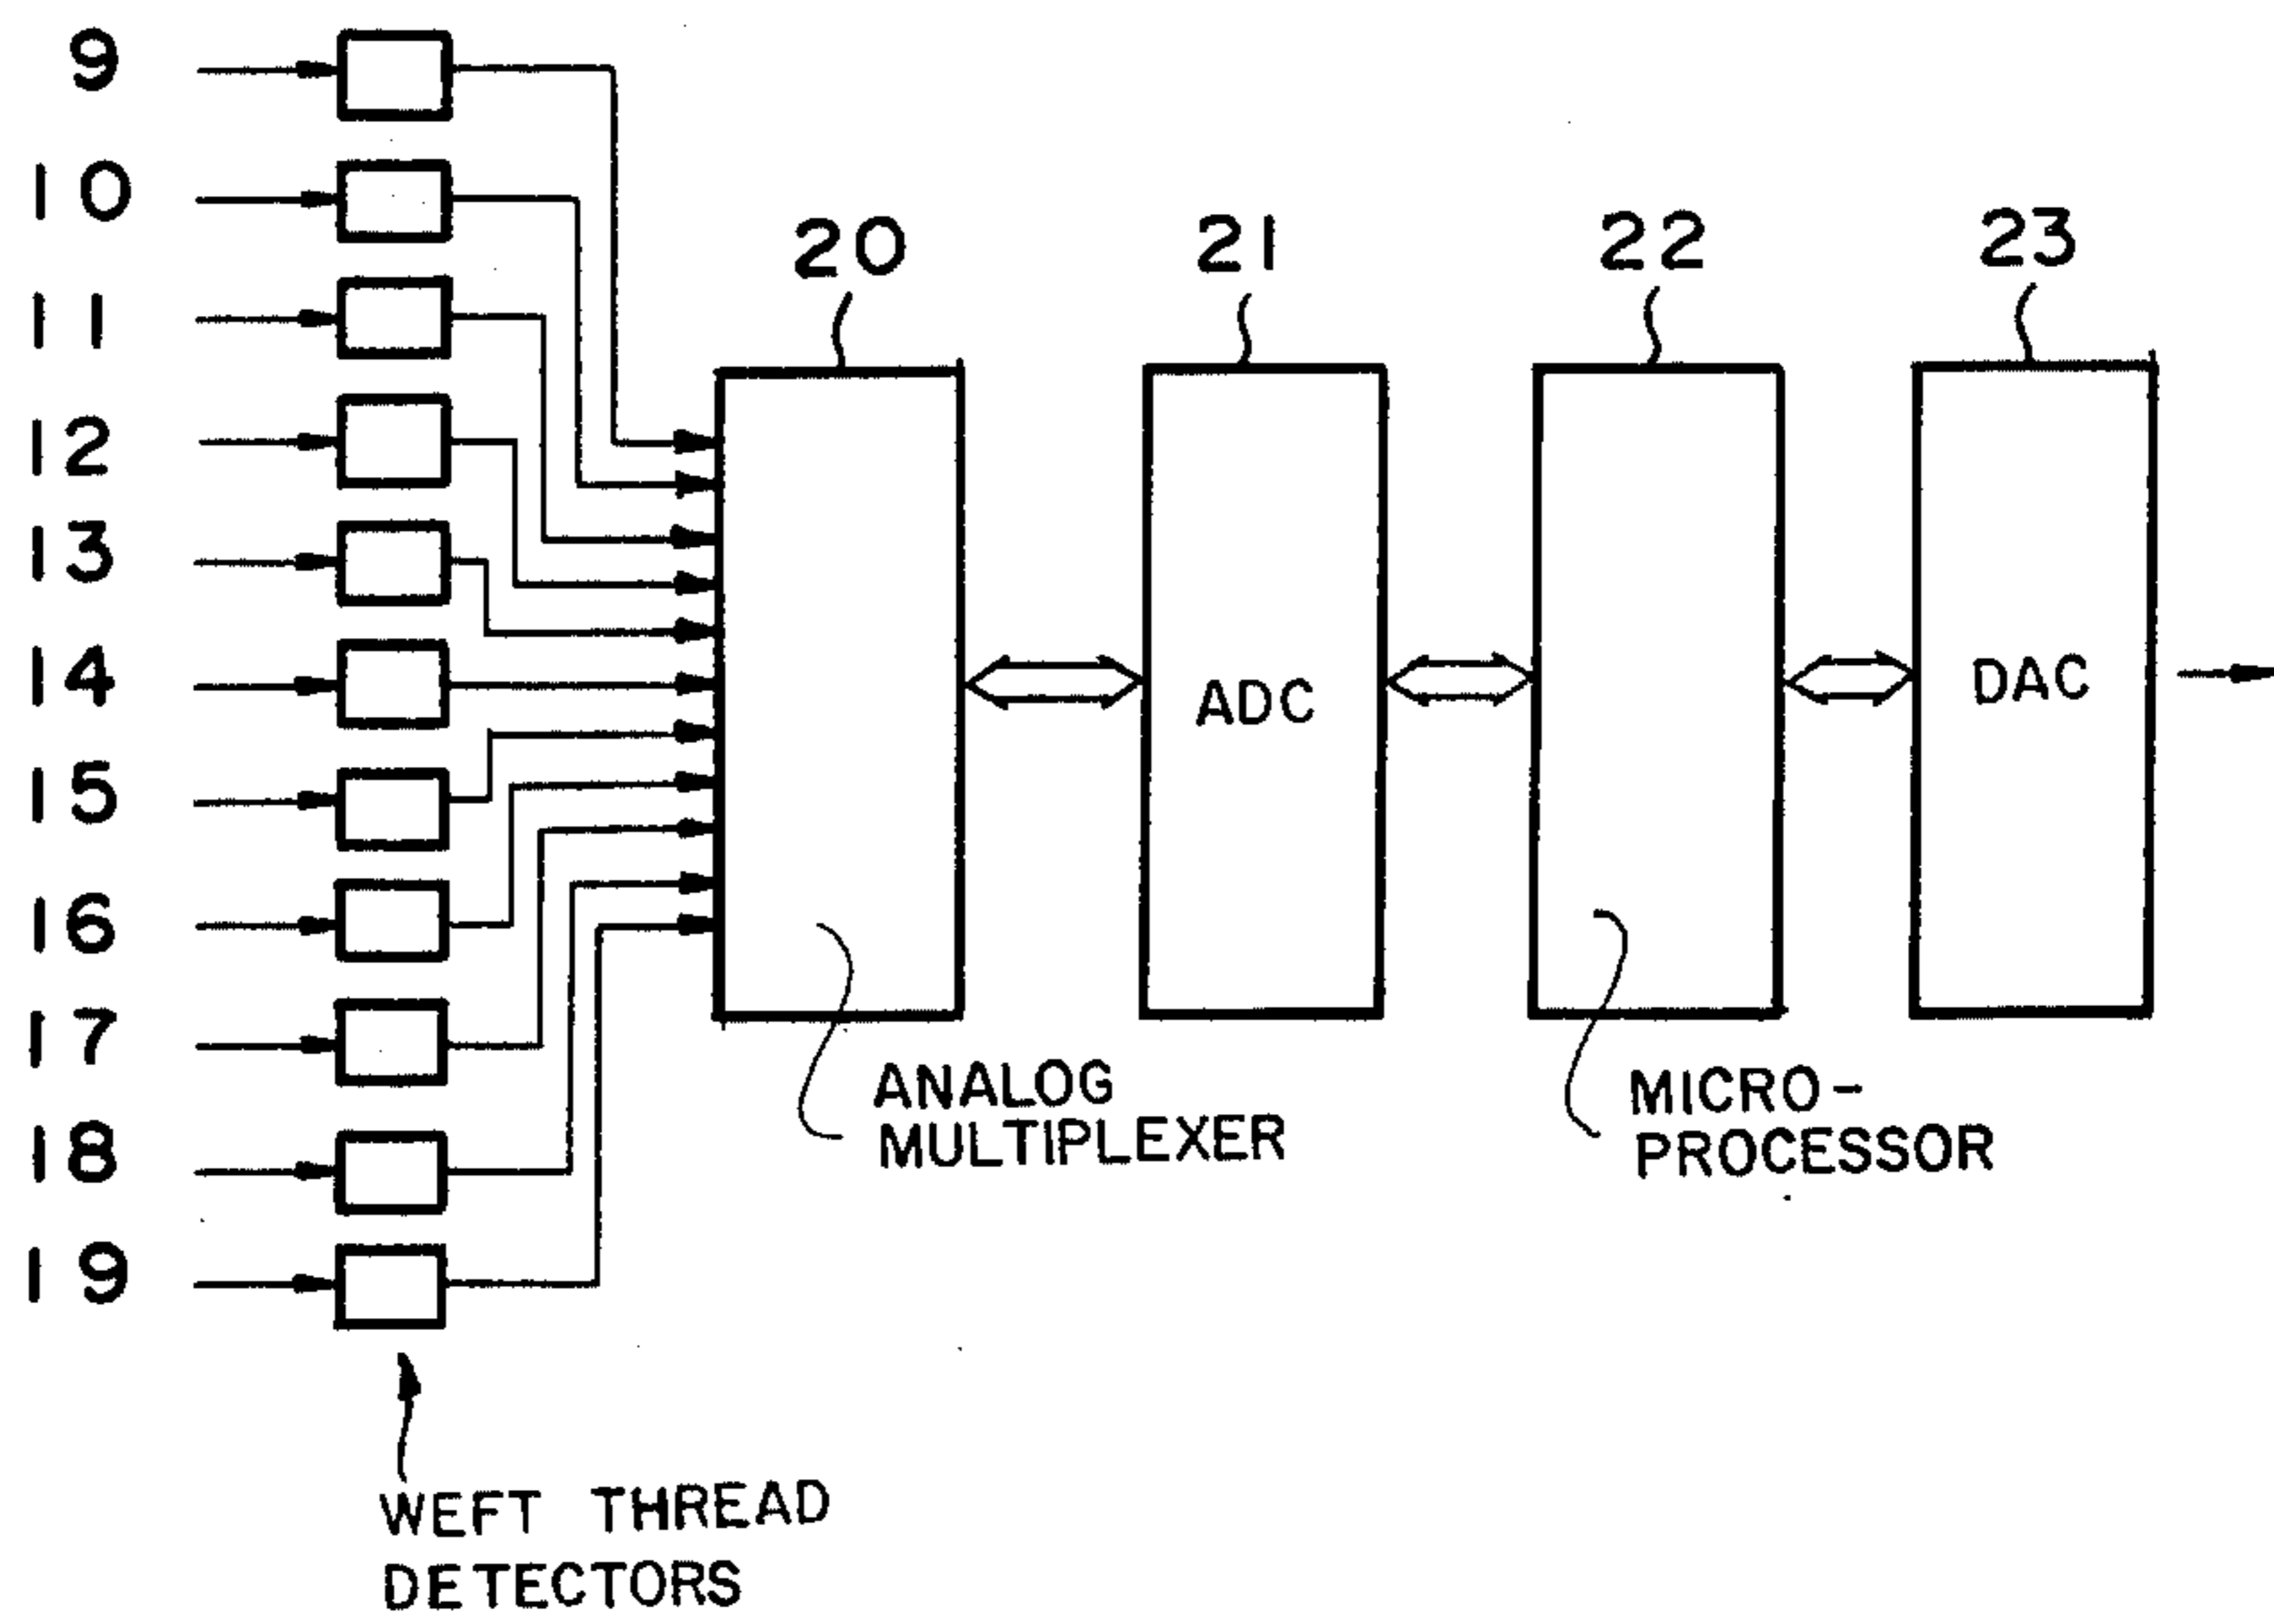 9
10
11
12
13
14
15
16
17
18
19
20
21
22
23
ADC
DAC
ANALOG
MULTIPLEXER
MICRO-
PROCESSOR
WEFT THREAD
DETECTORS